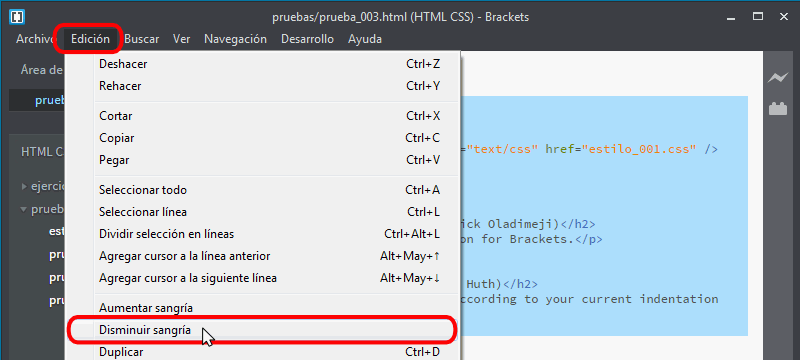 pruebas/prueba_003.html (HTML CSS) - Brackets
Archivo Edición Buscar Ver Navegación Desarrollo Ayuda
Área de
prueb
HTML C
ejercic
prueba
est
pru
pru
pru
Deshacer Ctrl+Z
Rehacer Ctrl+Y
Cortar Ctrl+X
Copiar Ctrl+C
Pegar Ctrl+V
Seleccionar todo Ctrl+A
Seleccionar línea Ctrl+L
Dividir selección en líneas Ctrl+Alt+L
Agregar cursor a la línea anterior Alt+May+↑
Agregar cursor a la siguiente línea Alt+May+↓
Aumentar sangría
Disminuir sangría
Duplicar Ctrl+D
="text/css" href="estilo_001.css" />
ick Oladimeji)</h2>
on for Brackets.</p>
Huth)</h2>
ccording to your current indentation